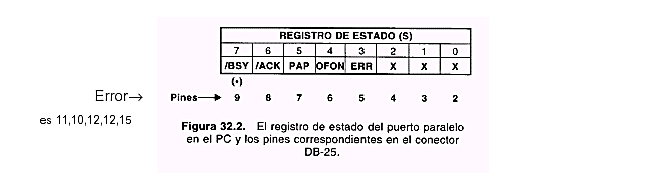 REGISTRO DE ESTADO (S)
7 6 5 4 3 2 1 0
/BSY /ACK PAP OFON ERR X X X
(•)
Error→ Pines→ 9 8 7 6 5 4 3 2
es 11,10,12,12,15
Figura 32.2. El registro de estado del puerto paralelo
en el PC y los pines correspondientes en el conector
DB-25.